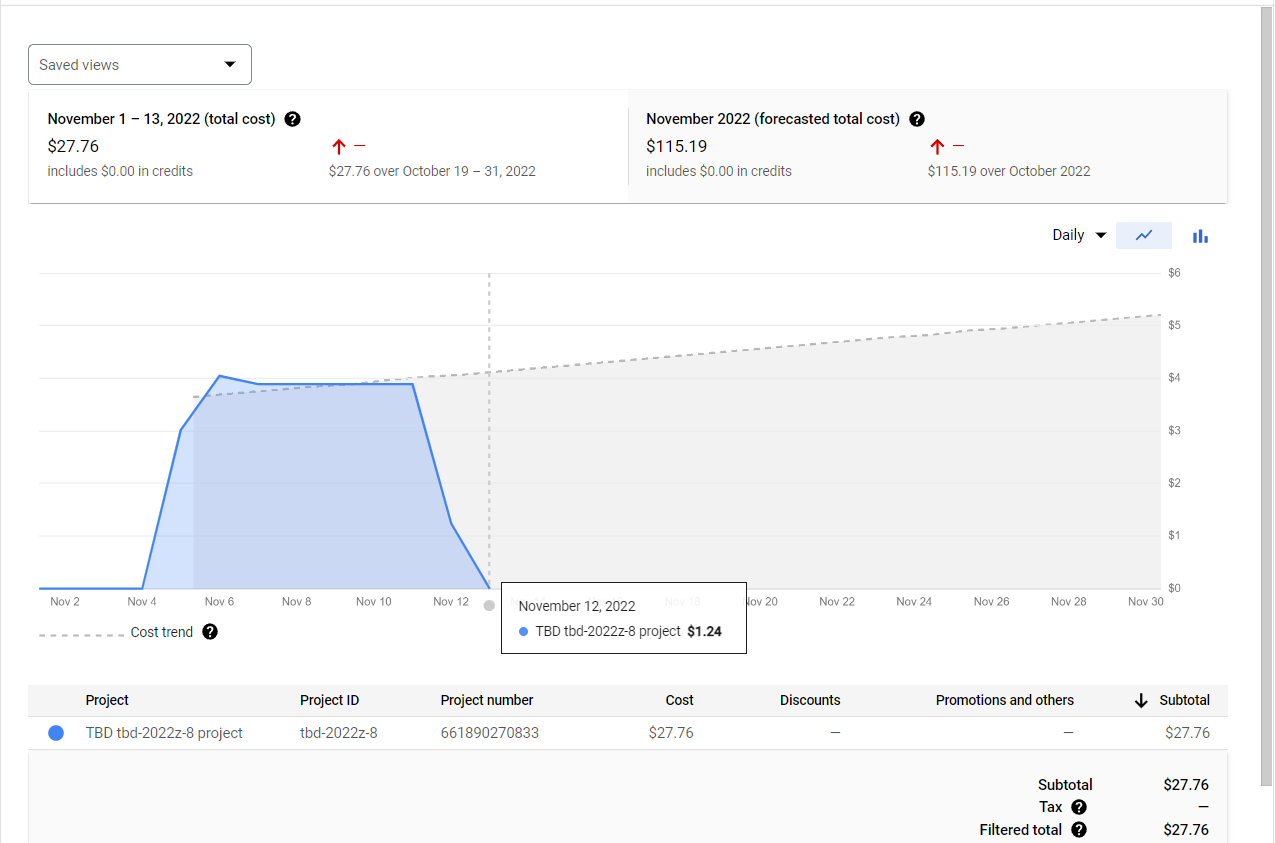 Saved views
November 1 – 13, 2022 (total cost)
$27.76
—
includes $0.00 in credits
$27.76 over October 19 – 31, 2022
November 2022 (forecasted total cost)
$115.19
—
includes $0.00 in credits
$115.19 over October 2022
Daily
$6
$5
$4
$3
$2
$1
$0
Nov 2 Nov 4 Nov 6 Nov 8 Nov 10 Nov 12 Nov 18 Nov 20 Nov 22 Nov 24 Nov 26 Nov 28 Nov 30
November 12, 2022
TBD tbd-2022z-8 project $1.24
Cost trend
Project Project ID Project number Cost Discounts Promotions and others Subtotal
TBD tbd-2022z-8 project tbd-2022z-8 661890270833 $27.76 — — $27.76
Subtotal $27.76
Tax —
Filtered total $27.76